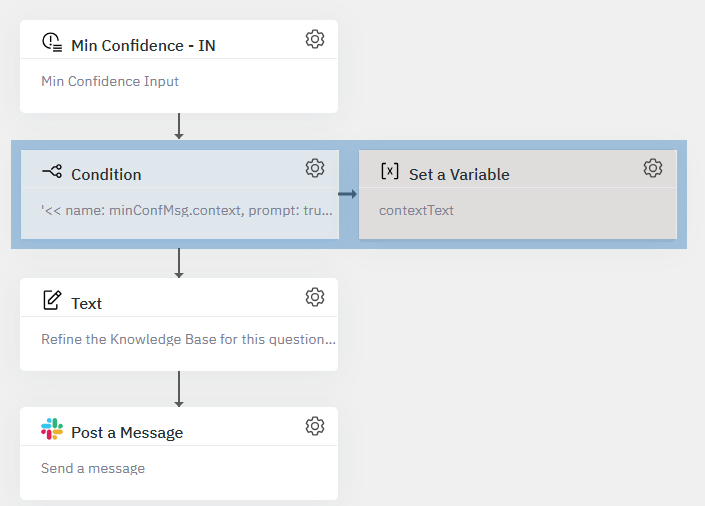 Min Confidence - IN
Min Confidence Input
Condition
'<< name: minConfMsg.context, prompt: tru...
[x] Set a Variable
contextText
Text
Refine the Knowledge Base for this question...
Post a Message
Send a message